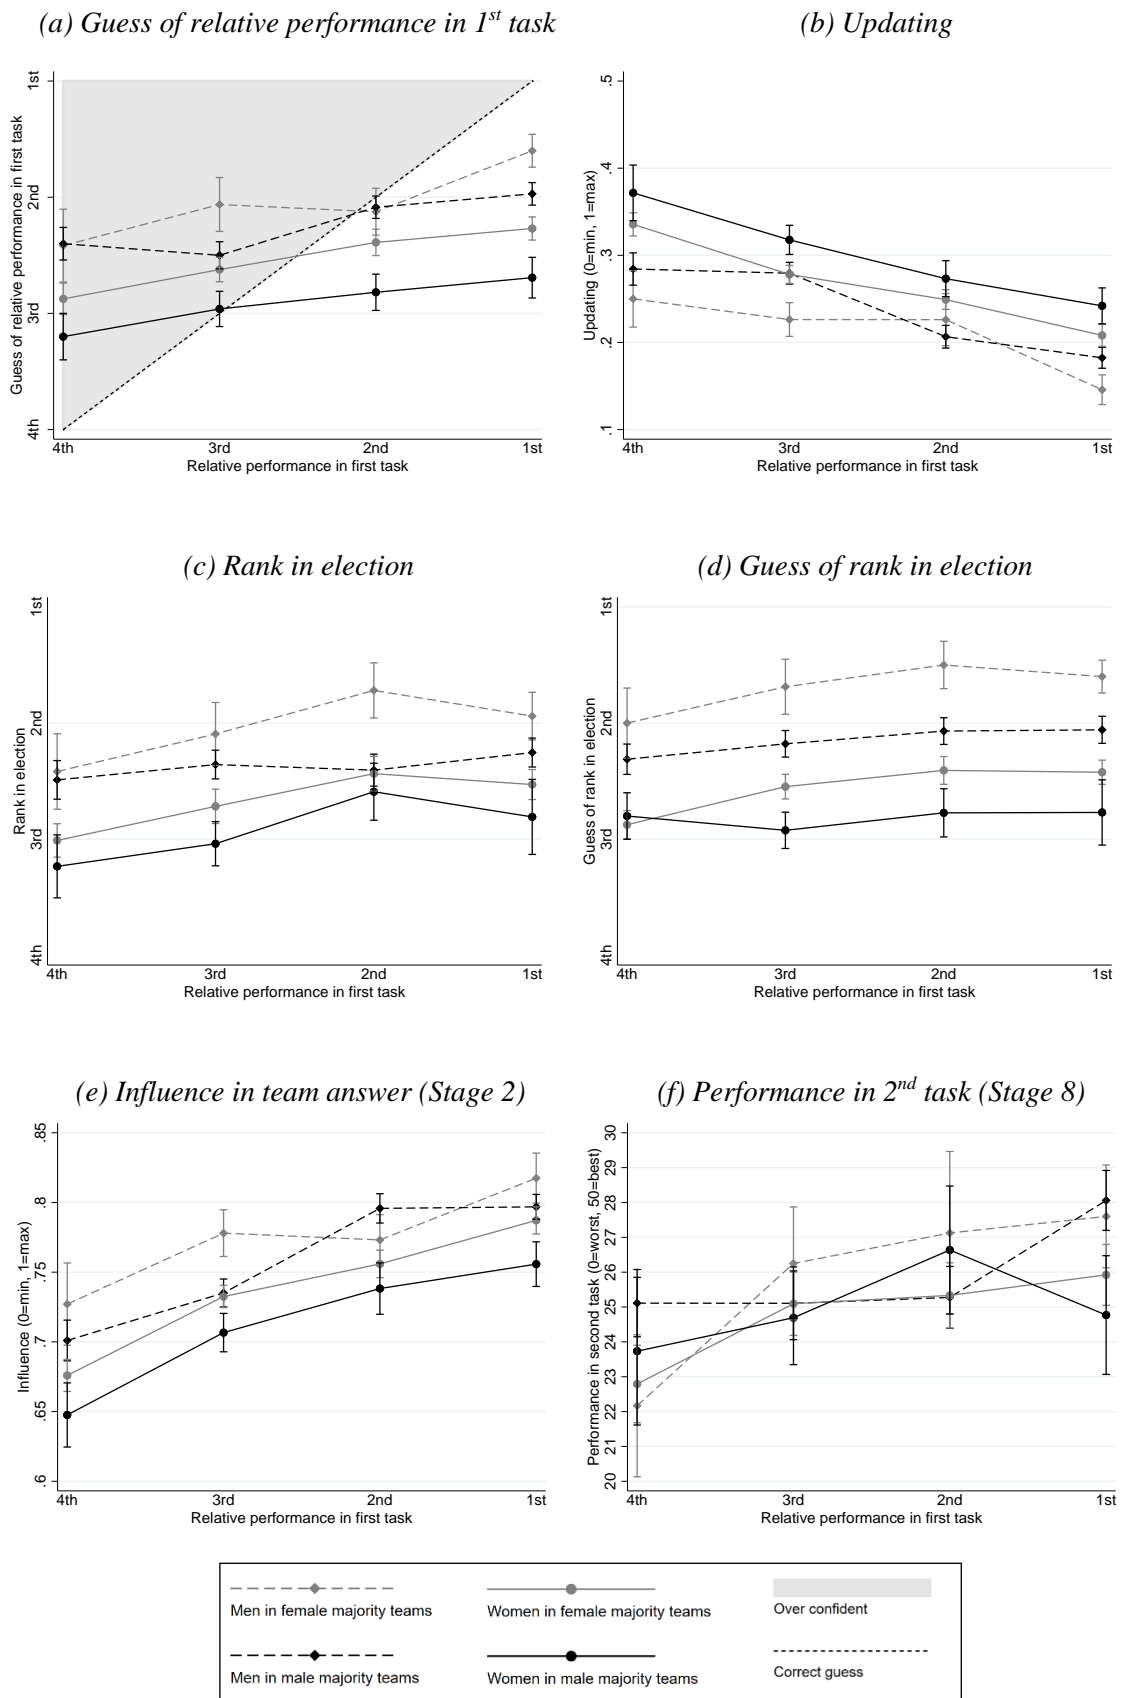 (a) Guess of relative performance in 1st task
(b) Updating
Guess of relative performance in first task
1st
2nd
3rd
4th
4th 3rd 2nd 1st
Relative performance in first task
Updating (0=min, 1=max)
.5
.4
.3
.2
.1
4th 3rd 2nd 1st
Relative performance in first task
(c) Rank in election
(d) Guess of rank in election
Rank in election
1st
2nd
3rd
4th
4th 3rd 2nd 1st
Relative performance in first task
Guess of rank in election
1st
2nd
3rd
4th
4th 3rd 2nd 1st
Relative performance in first task
(e) Influence in team answer (Stage 2)
(f) Performance in 2nd task (Stage 8)
Influence (0=min, 1=max)
.85
.8
.75
.7
.65
.6
4th 3rd 2nd 1st
Relative performance in first task
Performance in second task (0=worst, 50=best)
30
29
28
27
26
25
24
23
22
21
20
4th 3rd 2nd 1st
Relative performance in first task
Men in female majority teams
Women in female majority teams
Over confident
Men in male majority teams
Women in male majority teams
Correct guess